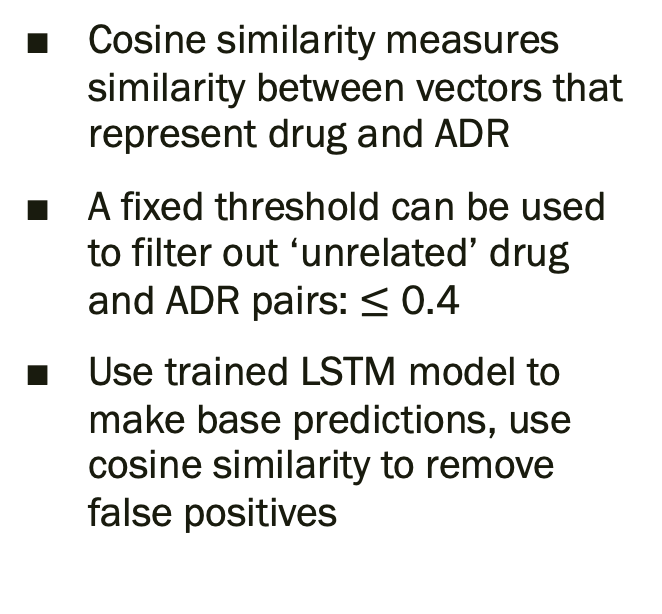 ■ Cosine similarity measures
similarity between vectors that
represent drug and ADR
■ A fixed threshold can be used
to filter out ‘unrelated’ drug
and ADR pairs: ≤ 0.4
■ Use trained LSTM model to
make base predictions, use
cosine similarity to remove
false positives